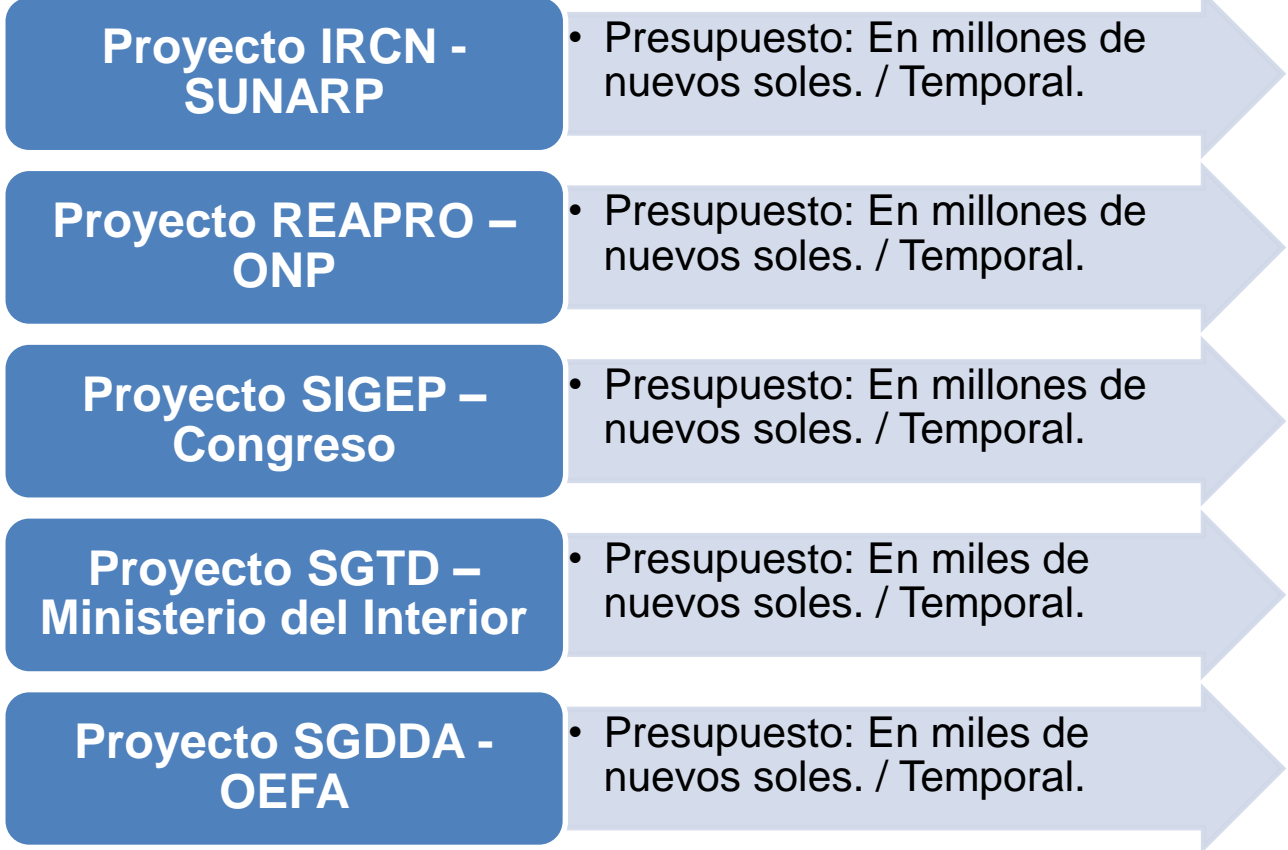 Proyecto IRCN -
SUNARP
• Presupuesto: En millones de
nuevos soles. / Temporal.
Proyecto REAPRO –
ONP
• Presupuesto: En millones de
nuevos soles. / Temporal.
Proyecto SIGEP –
Congreso
• Presupuesto: En millones de
nuevos soles. / Temporal.
Proyecto SGTD –
Ministerio del Interior
• Presupuesto: En miles de
nuevos soles. / Temporal.
Proyecto SGDDA -
OEFA
• Presupuesto: En miles de
nuevos soles. / Temporal.